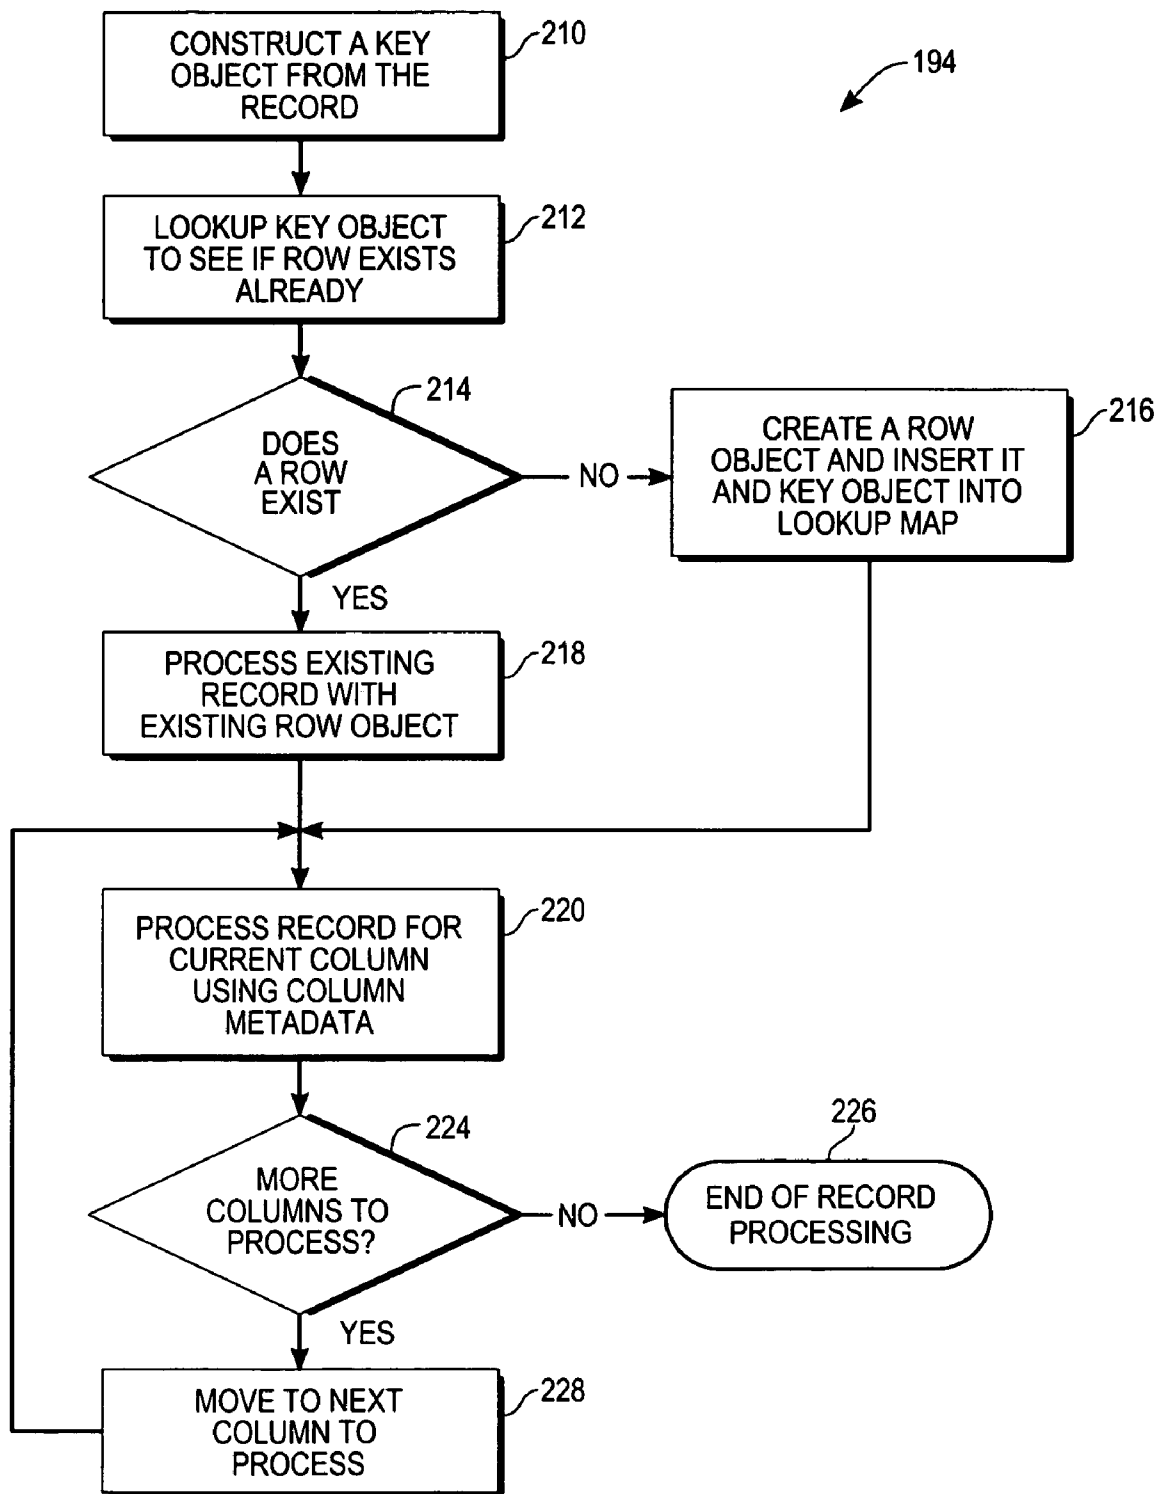 CONSTRUCT A KEY
OBJECT FROM THE
RECORD
210
194
LOOKUP KEY OBJECT
TO SEE IF ROW EXISTS
ALREADY
212
DOES
A ROW
EXIST
214
NO
CREATE A ROW
OBJECT AND INSERT IT
AND KEY OBJECT INTO
LOOKUP MAP
216
YES
PROCESS EXISTING
RECORD WITH
EXISTING ROW OBJECT
218
PROCESS RECORD FOR
CURRENT COLUMN
USING COLUMN
METADATA
220
MORE
COLUMNS TO
PROCESS?
224
NO
226
END OF RECORD
PROCESSING
YES
MOVE TO NEXT
COLUMN TO
PROCESS
228